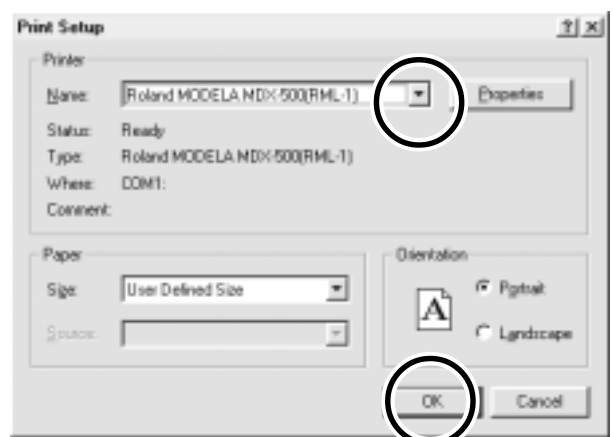 Print Setup
Printer
Name: Roland MODELA MDX-500(RML-1) Properties
Status: Ready
Type: Roland MODELA MDX-500(RML-1)
Where: COM1:
Comment:
Paper
Size: User Defined Size
Source:
Orientation
A
Portrait
Landscape
OK Cancel